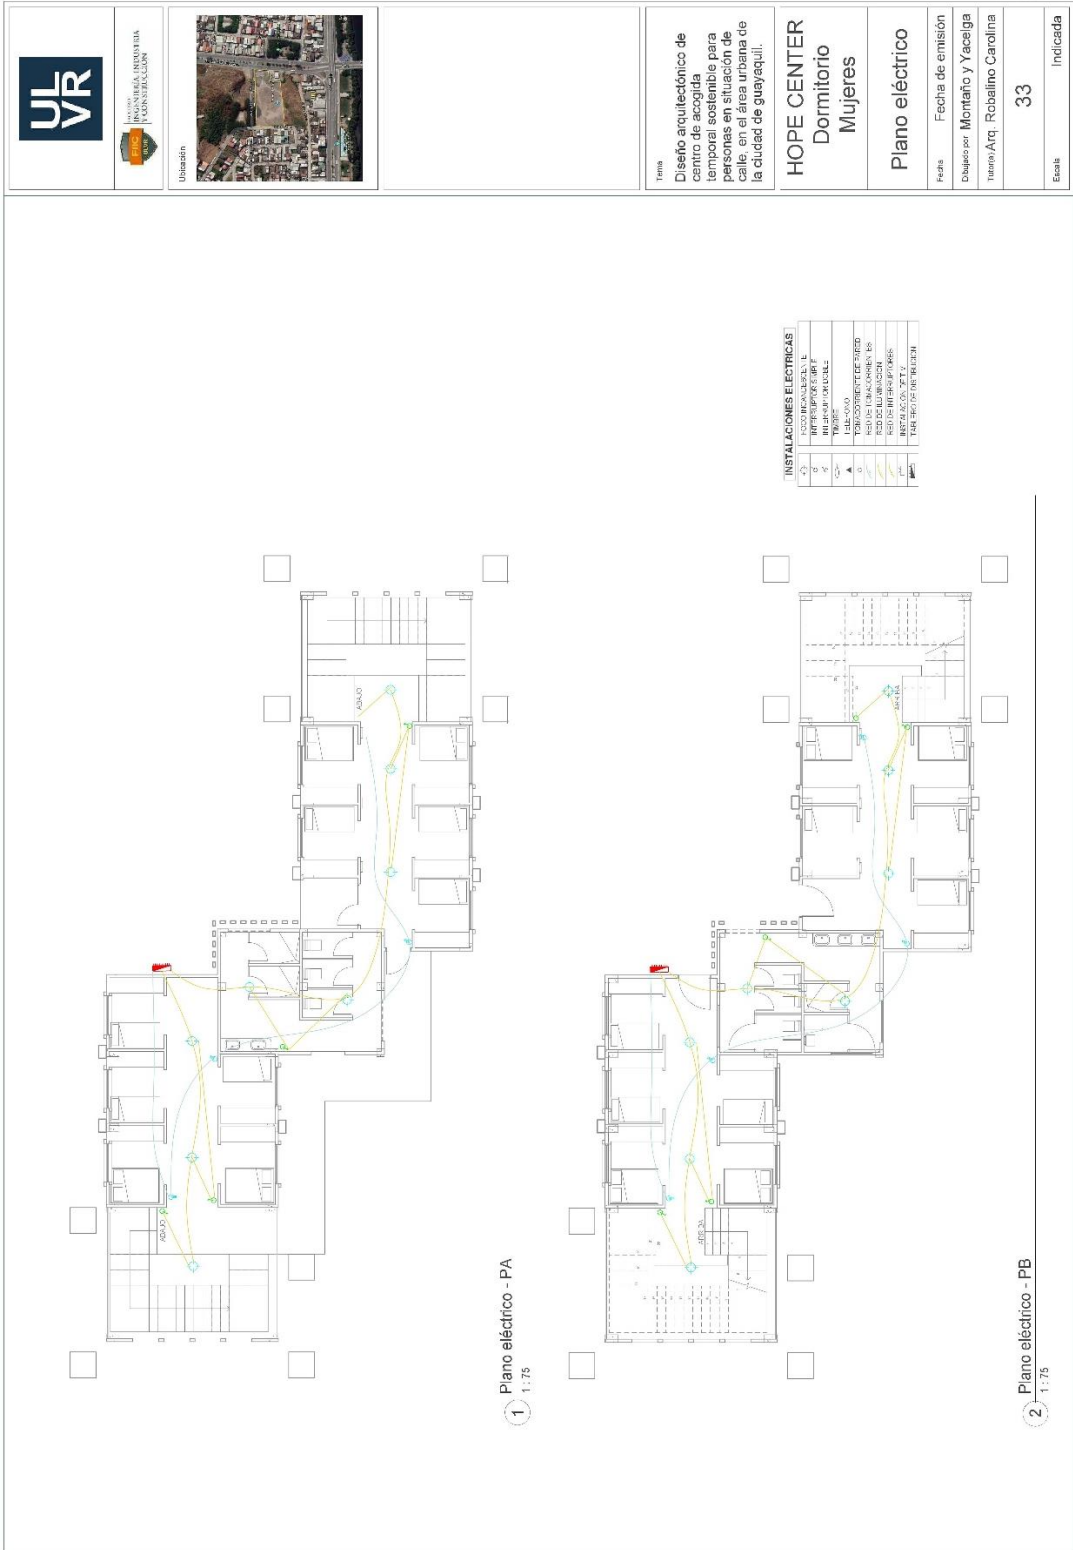 UL
VR
FIIC
INGENIERÍA, INDUSTRIA
Y CONSTRUCCIÓN
Ubicación
Tema
Diseño arquitectónico de
centro de acogida
temporal sostenible para
personas en situación de
calle, en el área urbana de
la ciudad de guayaquil.
HOPE CENTER
Dormitorio
Mujeres
Plano eléctrico
Fecha Fecha de emisión
Dibujado por Montaño y Yacelga
Tutor(a) Arq. Robalino Carolina
33
Escala Indicada
INSTALACIONES ELECTRICAS
FOCO INCANDESCENTE
INTERRUPTOR SIMPLE
INTERRUPTOR DOBLE
TIMBRE
TELEFONO
TOMACORRIENTE DE PARED
RED DE TOMACORRIENTES
RED DE ILUMINACION
RED DE INTERRUPTORES
INSTALACION DE T.V.
TABLERO DE DISTRIBUCION
ABAJO
ABAJO
1 Plano eléctrico - PA
1 : 75
ARRIBA
ARRIBA
2 Plano eléctrico - PB
1 : 75